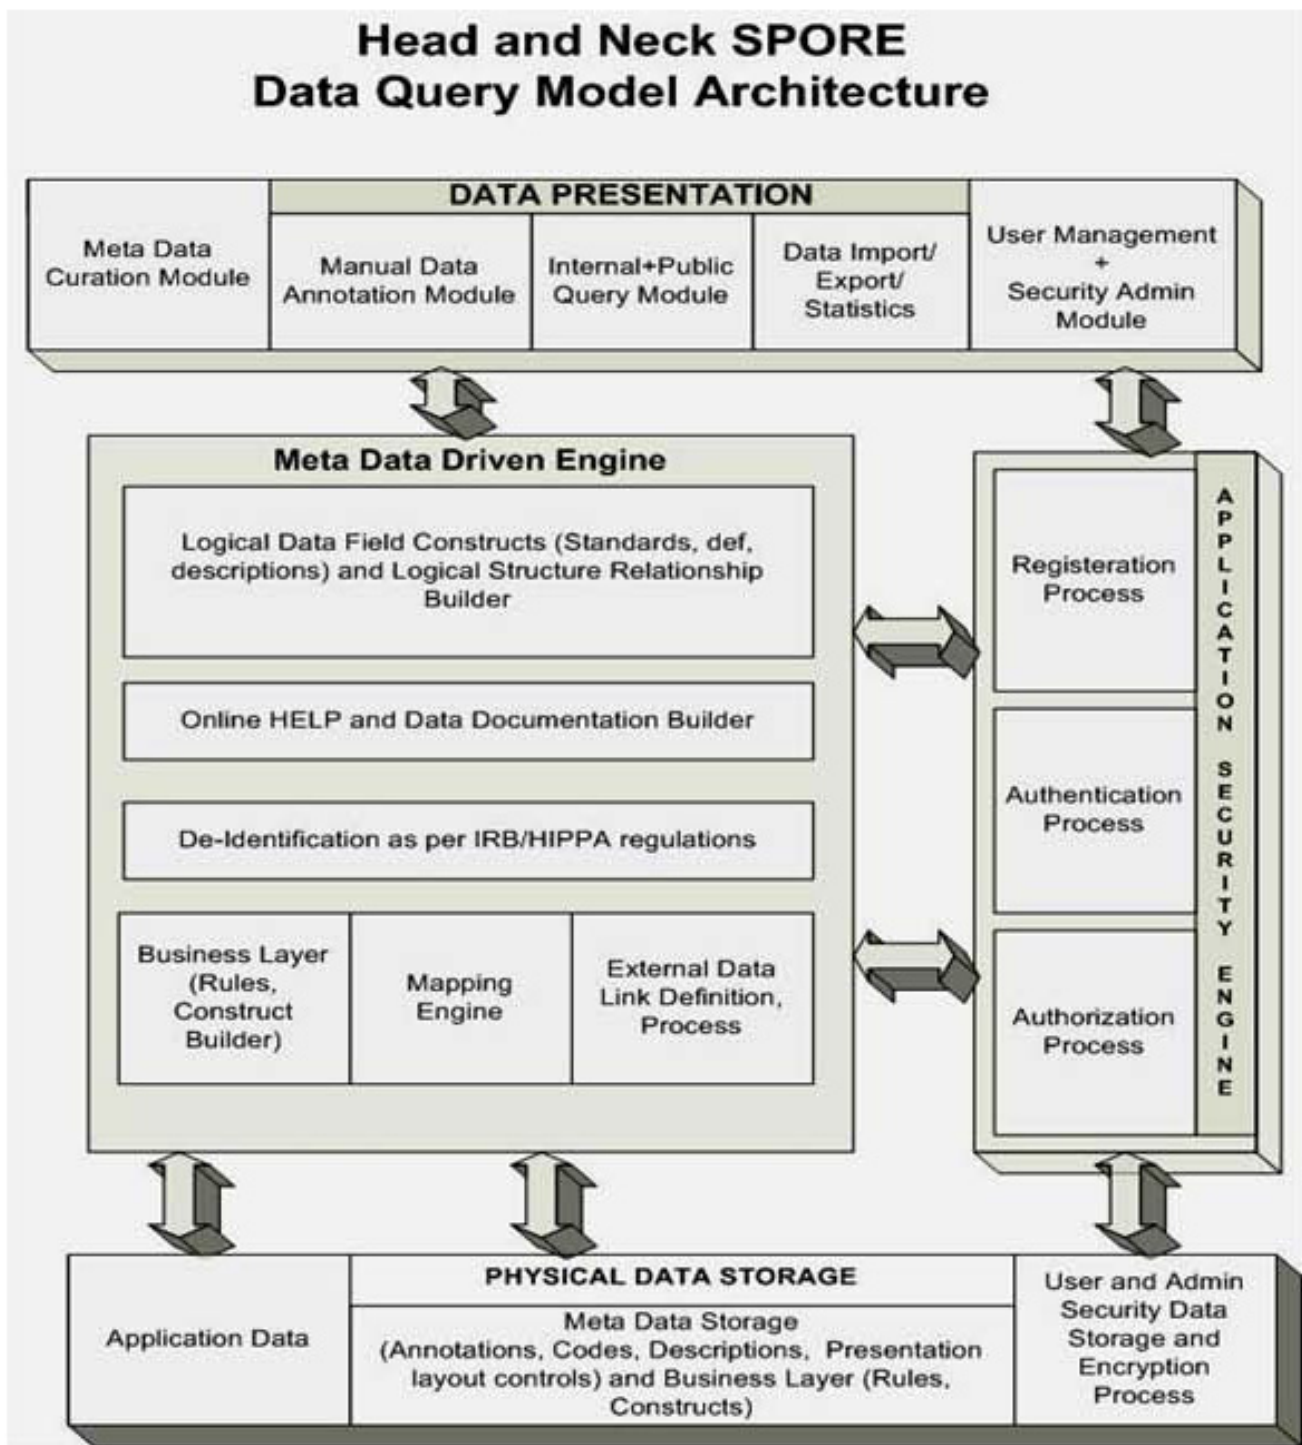 Head and Neck SPORE
Data Query Model Architecture
DATA PRESENTATION
Meta Data
Curation Module
Manual Data
Annotation Module
Internal+Public
Query Module
Data Import/
Export/
Statistics
User Management
+
Security Admin
Module
Meta Data Driven Engine
Logical Data Field Constructs (Standards, def,
descriptions) and Logical Structure Relationship
Builder
Online HELP and Data Documentation Builder
De-Identification as per IRB/HIPPA regulations
Business Layer
(Rules,
Construct
Builder)
Mapping
Engine
External Data
Link Definition,
Process
Registeration
Process
Authentication
Process
Authorization
Process
APPLICATION SECURITY ENGINE
Application Data
PHYSICAL DATA STORAGE
Meta Data Storage
(Annotations, Codes, Descriptions, Presentation
layout controls) and Business Layer (Rules,
Constructs)
User and Admin
Security Data
Storage and
Encryption
Process